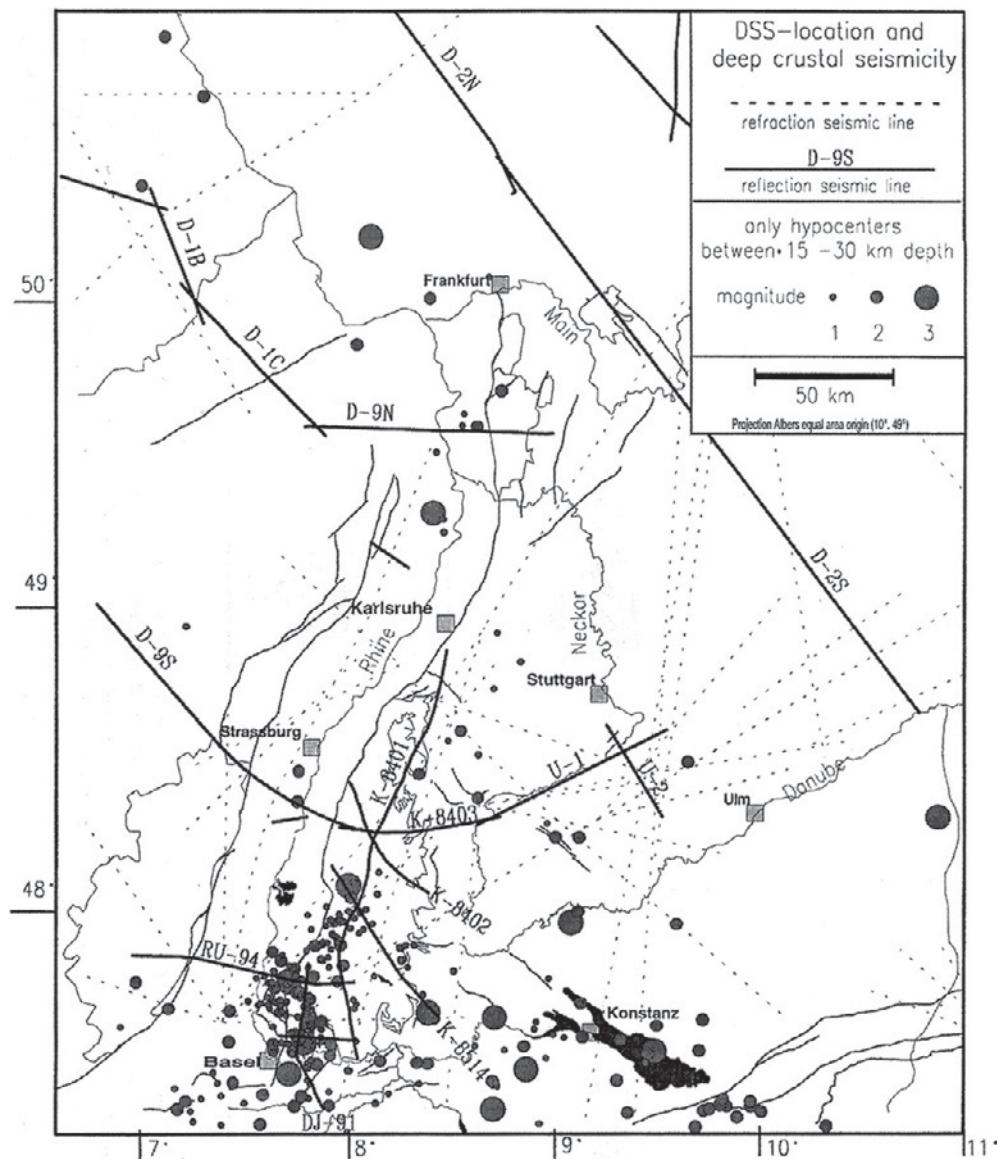 DSS-location and
deep crustal seismicity
refraction seismic line
D-9S
reflection seismic line
only hypocenters
between 15 -30 km depth
magnitude
1 2 3
50 km
Projection Albers equal area origin (10°. 49°)
D-2N
D-1B
50
Frankfurt
Main
D-1C
D-9N
D-2S
49
Karlsruhe
Neckor
D-9S
Rhine
Stuttgart
Strassburg
K-8401
U-1
U-2
Danube
Ulm
K-8403
48
K-8402
RU-94
Konstanz
K-8514
Basel
DJ-91
7° 8° 9° 10° 11°